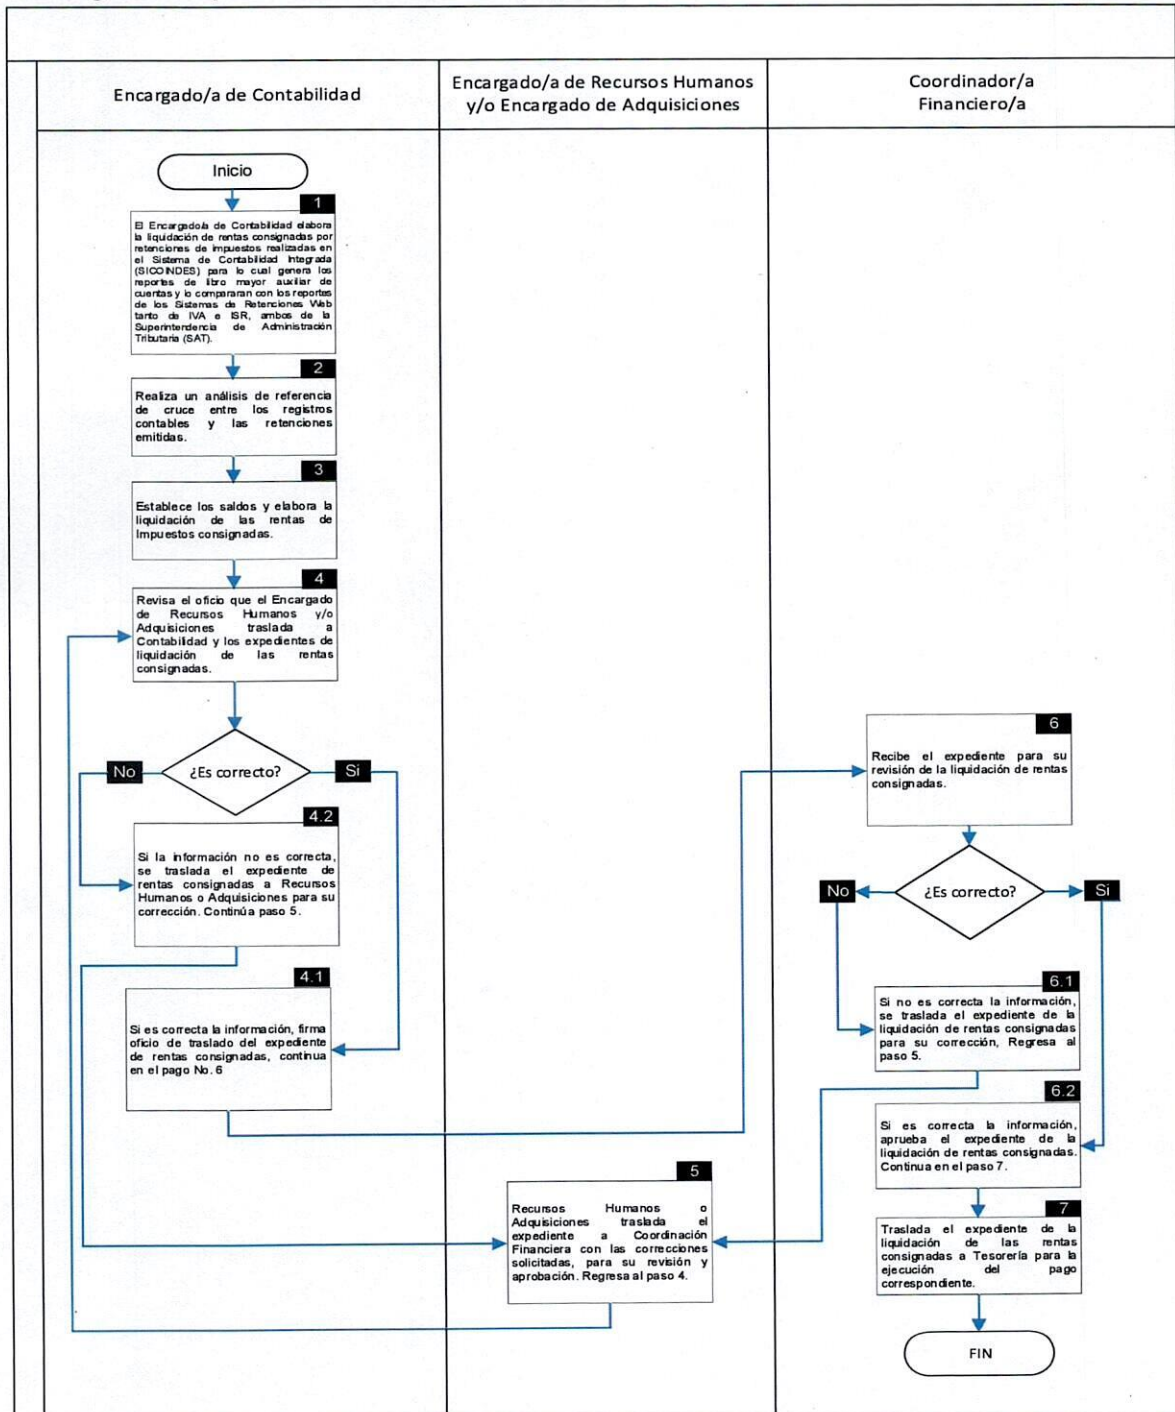 Encargado/a de Contabilidad
Encargado/a de Recursos Humanos
y/o Encargado de Adquisiciones
Coordinador/a
Financiero/a
Inicio
1
El Encargado/a de Contabilidad elabora
la liquidación de rentas consignadas por
retenciones de impuestos realizadas en
el Sistema de Contabilidad Integrada
(SICOINDES) para lo cual genera los
reportes de libro mayor auxiliar de
cuentas y lo compararan con los reportes
de los Sistemas de Retenciones Web
tanto de IVA e ISR, ambos de la
Superintendencia de Administración
Tributaria (SAT).
2
Realiza un análisis de referencia
de cruce entre los registros
contables y las retenciones
emitidas.
3
Establece los saldos y elabora la
liquidación de las rentas de
Impuestos consignadas.
4
Revisa el oficio que el Encargado
de Recursos Humanos y/o
Adquisiciones traslada a
Contabilidad y los expedientes de
liquidación de las rentas
consignadas.
¿Es correcto?
No
Si
4.2
Si la información no es correcta,
se traslada el expediente de
rentas consignadas a Recursos
Humanos o Adquisiciones para su
corrección. Continúa paso 5.
4.1
Si es correcta la información, firma
oficio de traslado del expediente
de rentas consignadas, continua
en el pago No. 6
5
Recursos Humanos o
Adquisiciones traslada el
expediente a Coordinación
Financiera con las correcciones
solicitadas, para su revisión y
aprobación. Regresa al paso 4.
6
Recibe el expediente para su
revisión de la liquidación de rentas
consignadas.
¿Es correcto?
No
Si
6.1
Si no es correcta la información,
se traslada el expediente de la
liquidación de rentas consignadas
para su corrección, Regresa al
paso 5.
6.2
Si es correcta la información,
aprueba el expediente de la
liquidación de rentas consignadas.
Continua en el paso 7.
7
Traslada el expediente de la
liquidación de las rentas
consignadas a Tesorería para la
ejecución del pago
correspondiente.
FIN